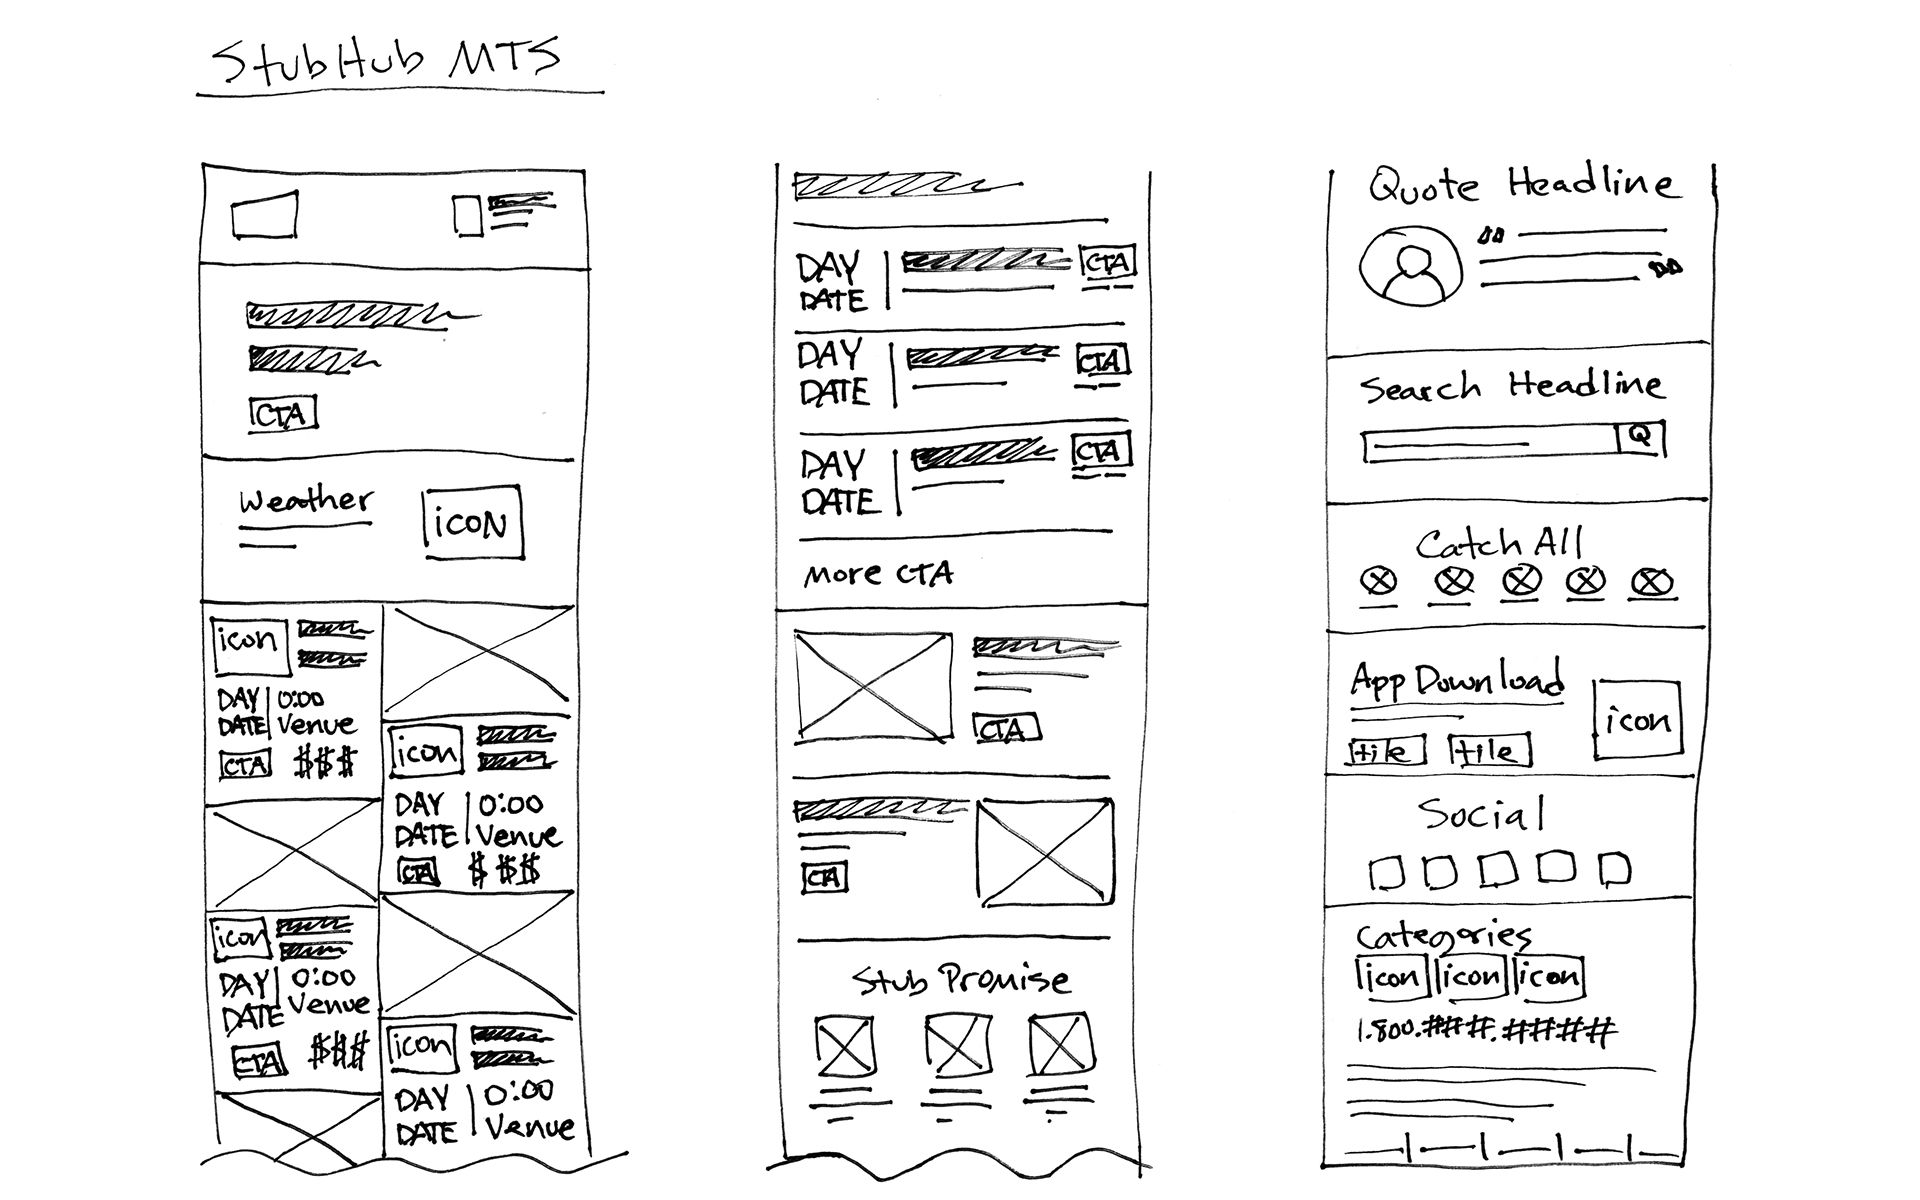 StubHub MTS
CTA
Weather
icon
icon
DAY 0:00
DATE Venue
CTA $$$
icon
DAY 0:00
DATE Venue
CTA $ $$
icon
DAY 0:00
DATE Venue
CTA $##
icon
DAY 0:00
DATE Venue
DAY
DATE
CTA
DAY
DATE
CTA
DAY
DATE
CTA
More CTA
CTA
CTA
Stub Promise
Quote Headline
Search Headline
Q
Catch All
App Download
tile tile
icon
Social
Categories
icon icon icon
1.800.###.####